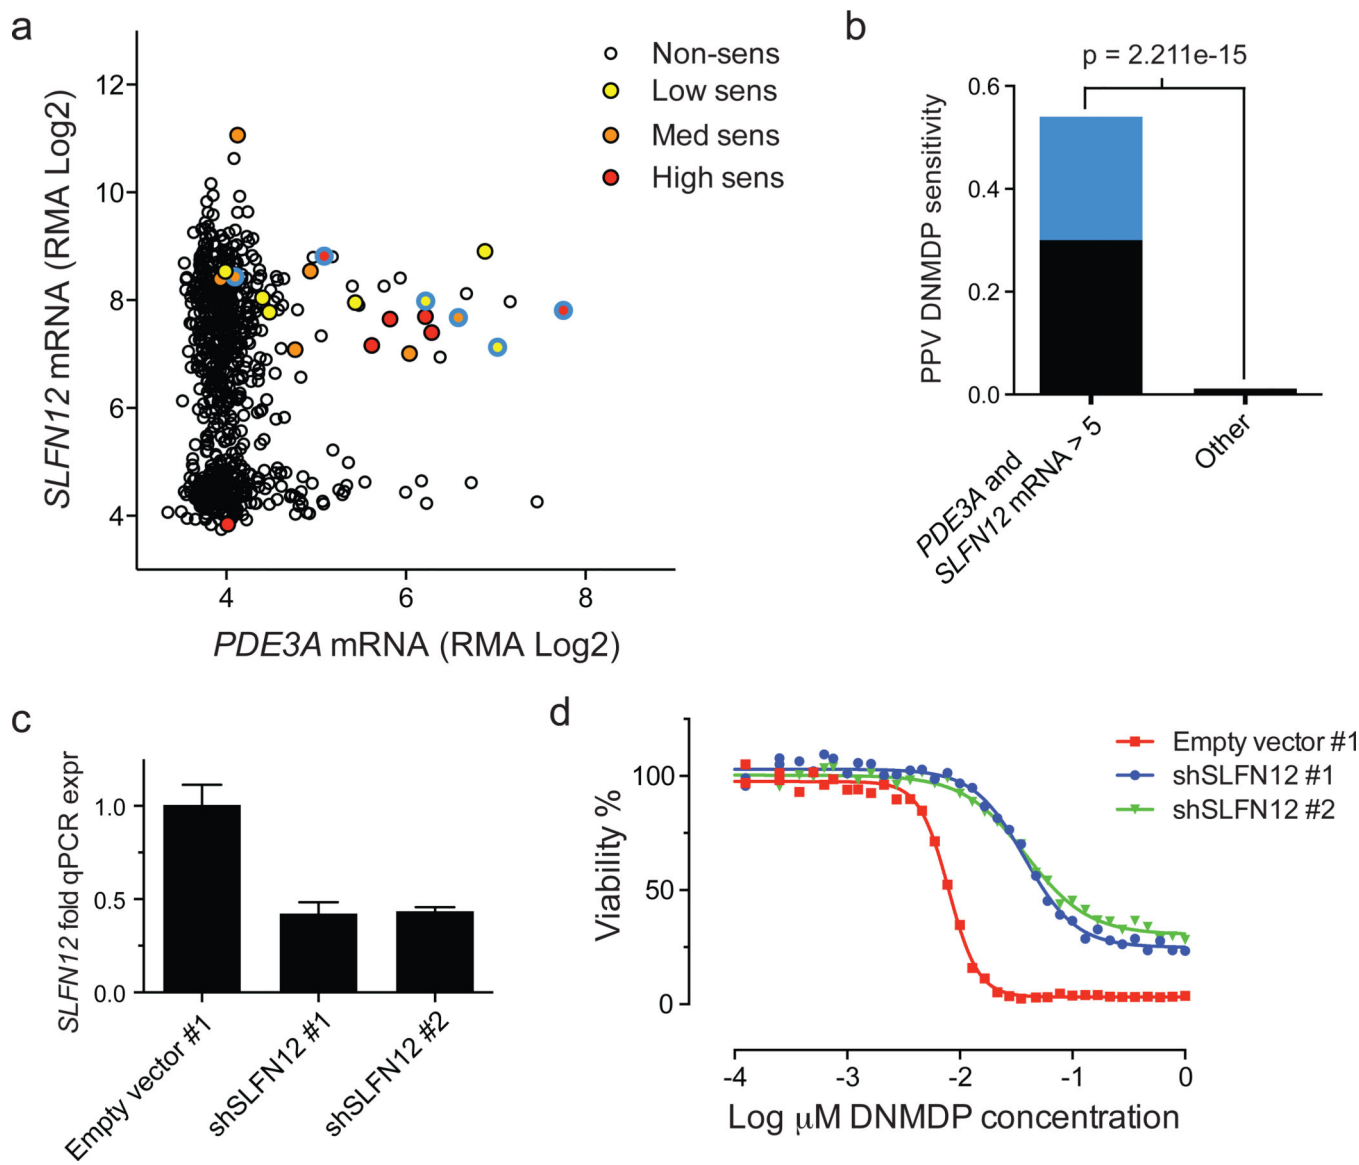 a
SLFN12 mRNA (RMA Log2)
12
10
8
6
4
4
6
8
PDE3A mRNA (RMA Log2)
Non-sens
Low sens
Med sens
High sens
b
p = 2.211e-15
PPV DNMDP sensitivity
0.6
0.4
0.2
0.0
PDE3A and
SLFN12 mRNA > 5
Other
c
SLFN12 fold qPCR expr
1.0
0.5
0.0
Empty vector #1
shSLFN12 #1
shSLFN12 #2
d
Viability %
100
50
0
-4
-3
-2
-1
0
Log µM DNMDP concentration
Empty vector #1
shSLFN12 #1
shSLFN12 #2